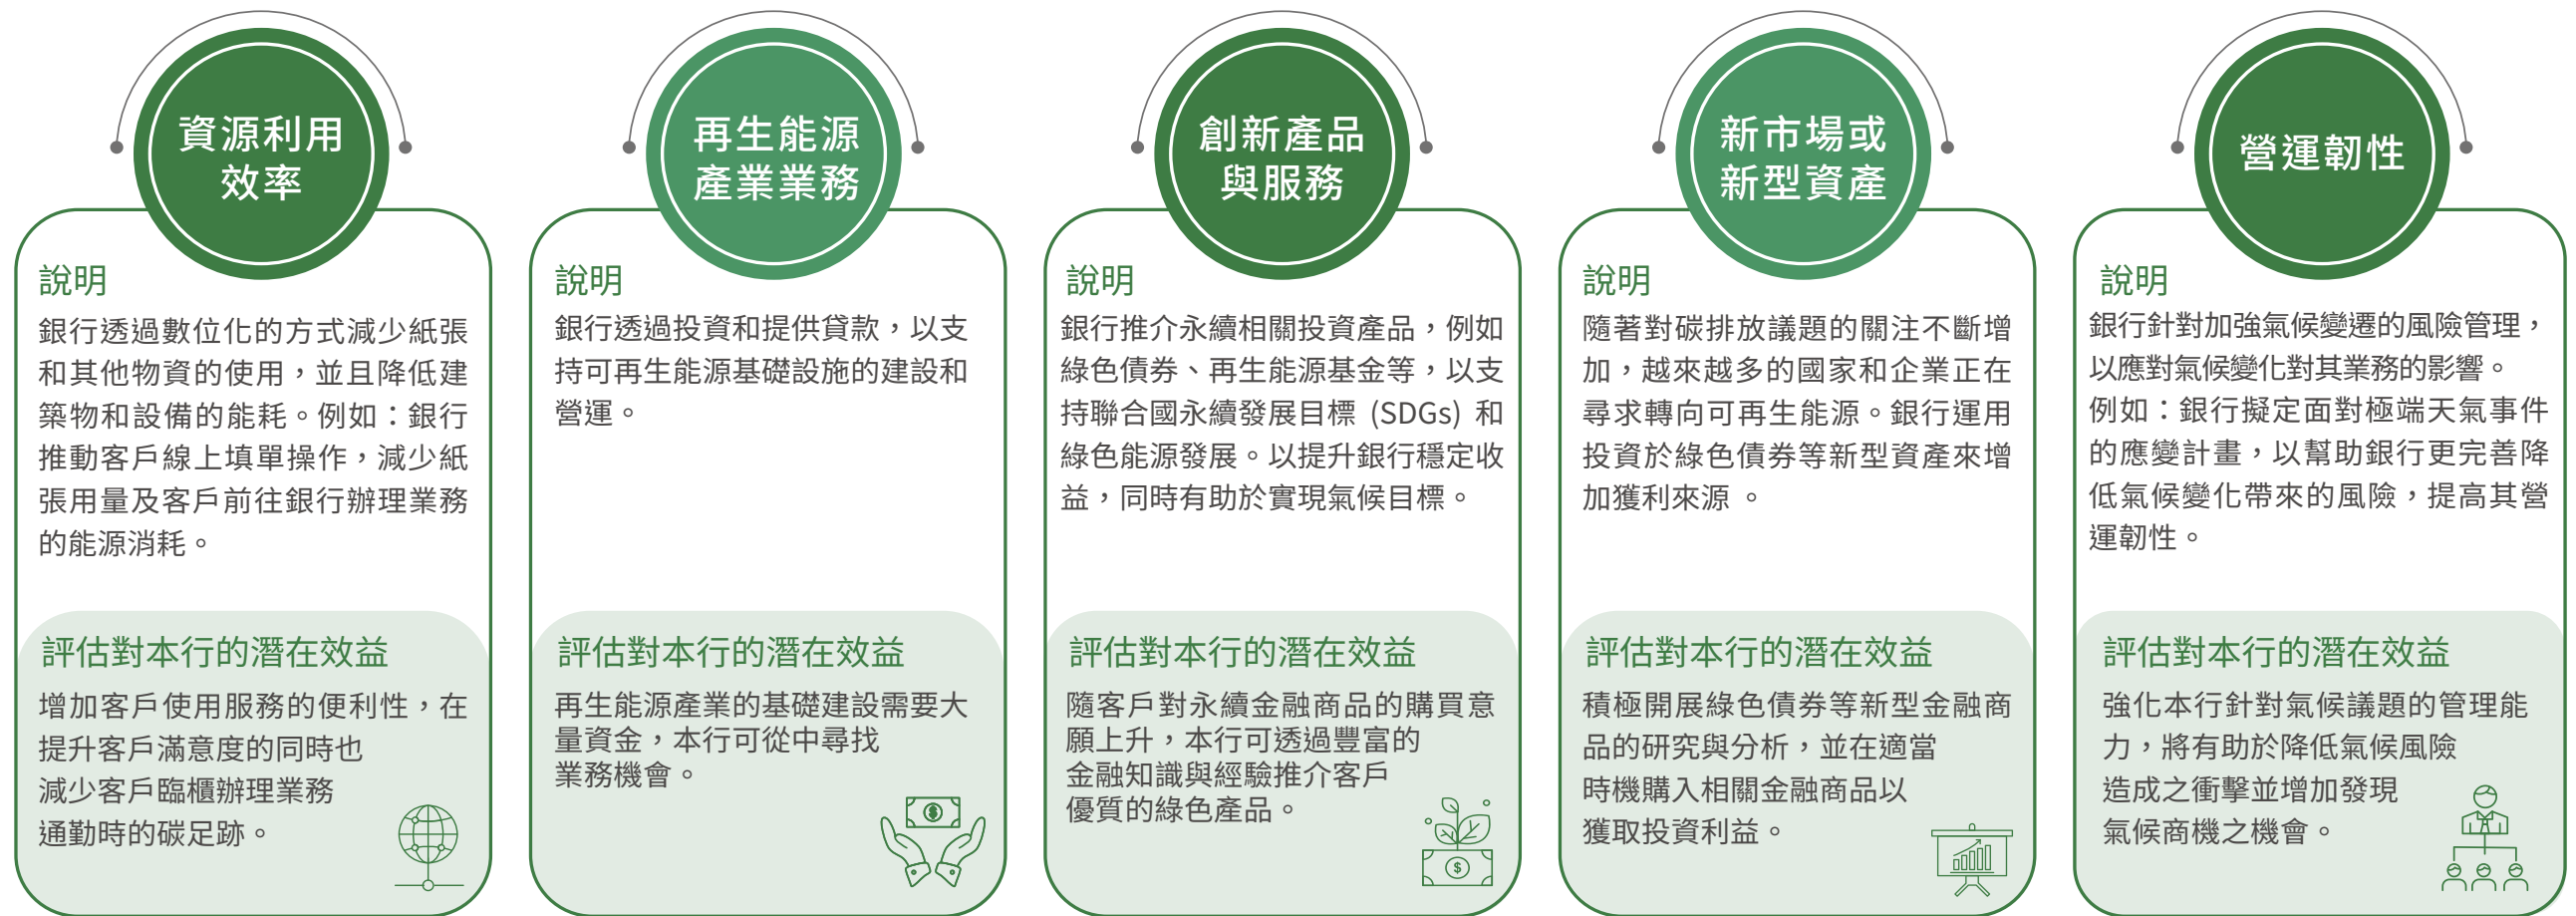 資源利用
效率
說明
銀行透過數位化的方式減少紙張
和其他物資的使用，並且降低建
築物和設備的能耗。例如：銀行
推動客戶線上填單操作，減少紙
張用量及客戶前往銀行辦理業務
的能源消耗。
評估對本行的潛在效益
增加客戶使用服務的便利性，在
提升客戶滿意度的同時也
減少客戶臨櫃辦理業務
通勤時的碳足跡。
再生能源
產業業務
說明
銀行透過投資和提供貸款，以支
持可再生能源基礎設施的建設和
營運。
評估對本行的潛在效益
再生能源產業的基礎建設需要大
量資金，本行可從中尋找
業務機會。
創新產品
與服務
說明
銀行推介永續相關投資產品，例如
綠色債券、再生能源基金等，以支
持聯合國永續發展目標 (SDGs) 和
綠色能源發展。以提升銀行穩定收
益，同時有助於實現氣候目標。
評估對本行的潛在效益
隨客戶對永續金融商品的購買意
願上升，本行可透過豐富的
金融知識與經驗推介客戶
優質的綠色產品。
新市場或
新型資產
說明
隨著對碳排放議題的關注不斷增
加，越來越多的國家和企業正在
尋求轉向可再生能源。銀行運用
投資於綠色債券等新型資產來增
加獲利來源 。
評估對本行的潛在效益
積極開展綠色債券等新型金融商
品的研究與分析，並在適當
時機購入相關金融商品以
獲取投資利益。
營運韌性
說明
銀行針對加強氣候變遷的風險管理，
以應對氣候變化對其業務的影響。
例如：銀行擬定面對極端天氣事件
的應變計畫，以幫助銀行更完善降
低氣候變化帶來的風險，提高其營
運韌性。
評估對本行的潛在效益
強化本行針對氣候議題的管理能
力，將有助於降低氣候風險
造成之衝擊並增加發現
氣候商機之機會。